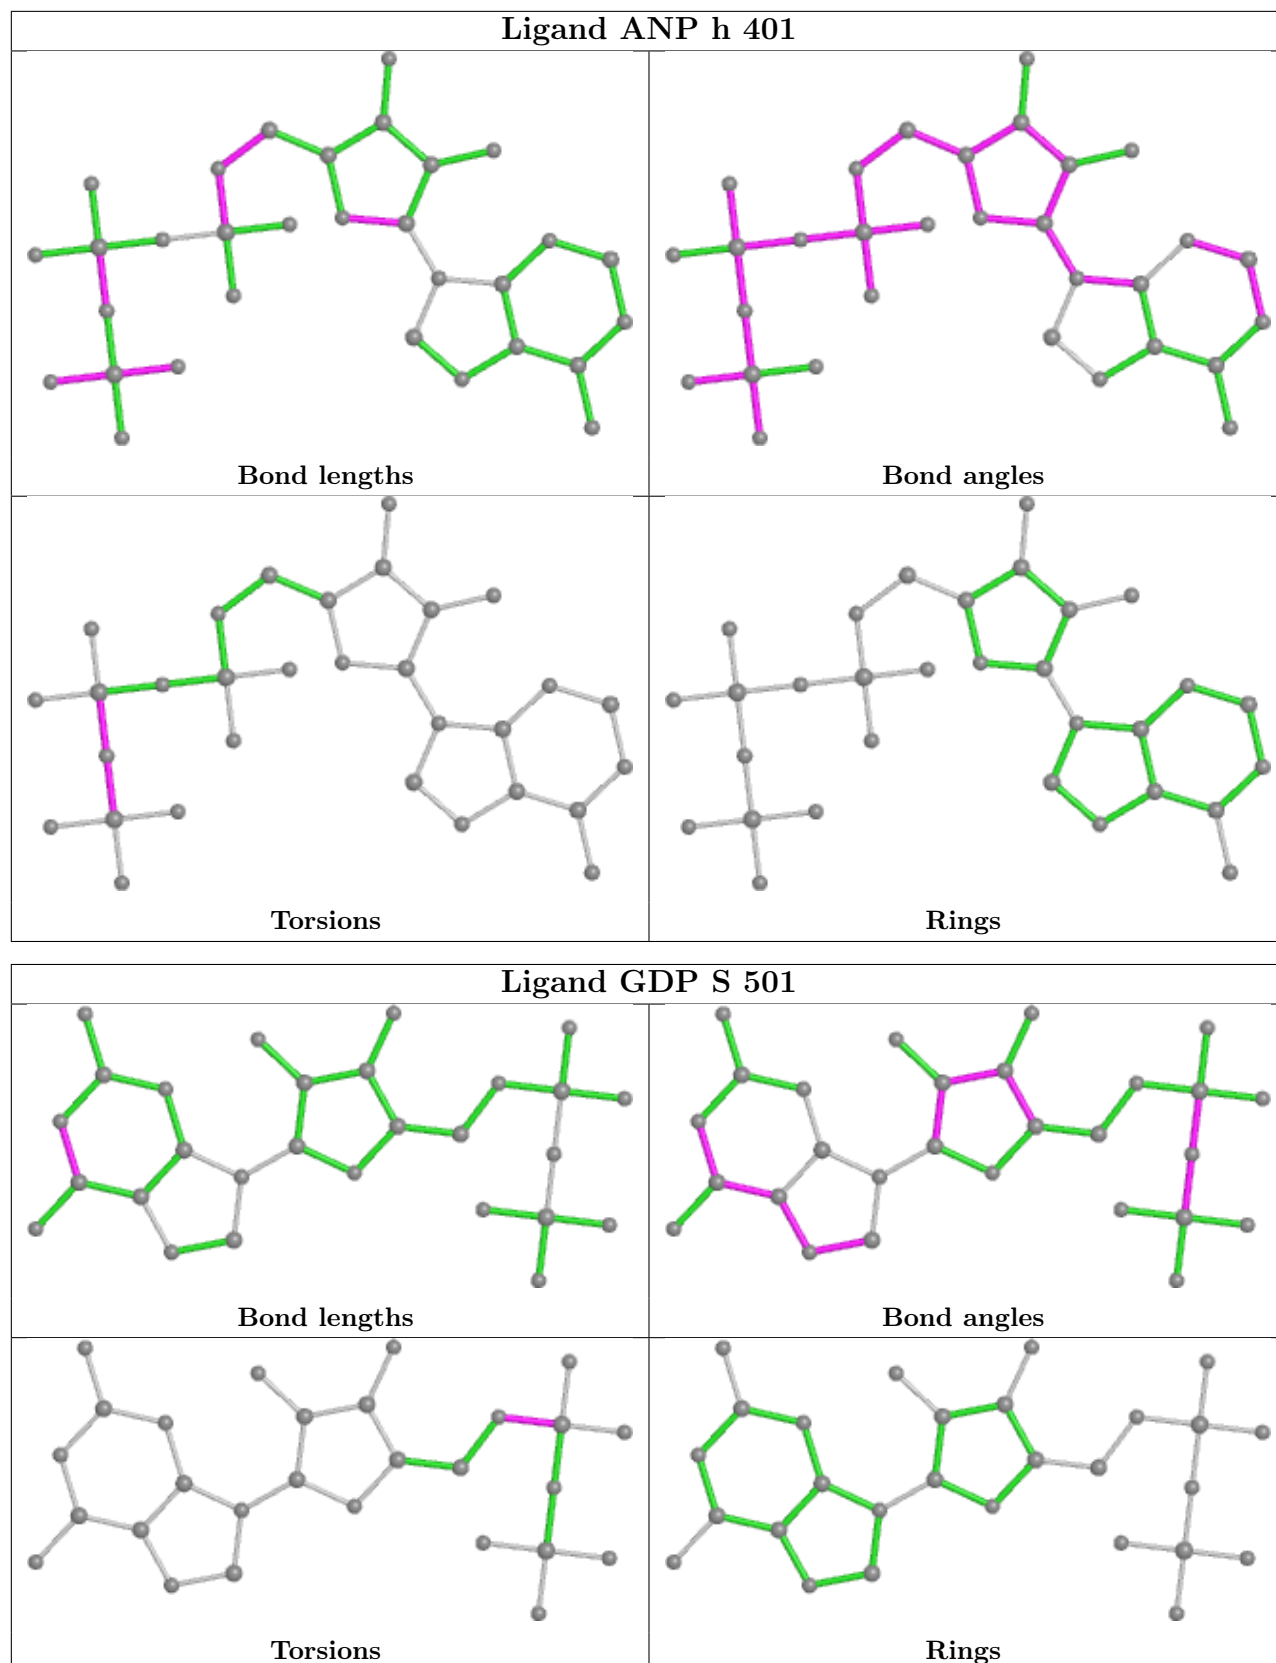 Ligand ANP h 401
Bond lengths
Bond angles
Torsions
Rings
Ligand GDP S 501
Bond lengths
Bond angles
Torsions
Rings